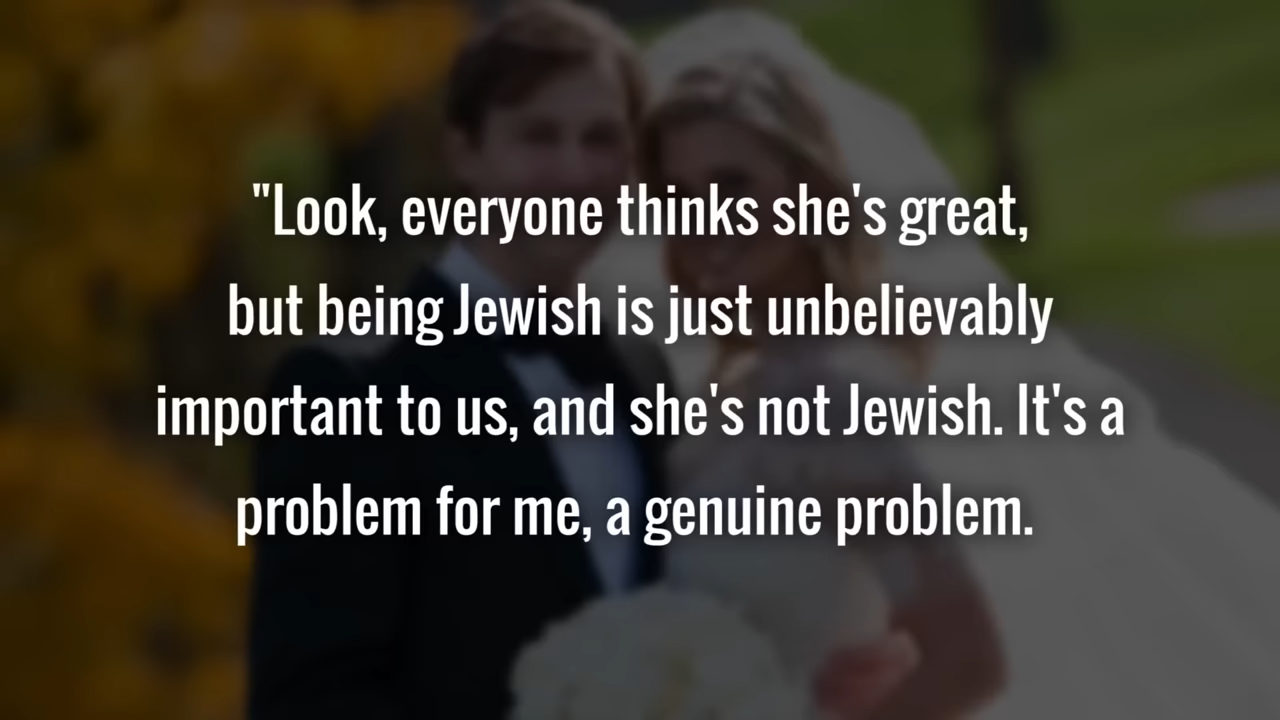 "Look, everyone thinks she's great,
but being Jewish is just unbelievably
important to us, and she's not Jewish. It's a
problem for me, a genuine problem.